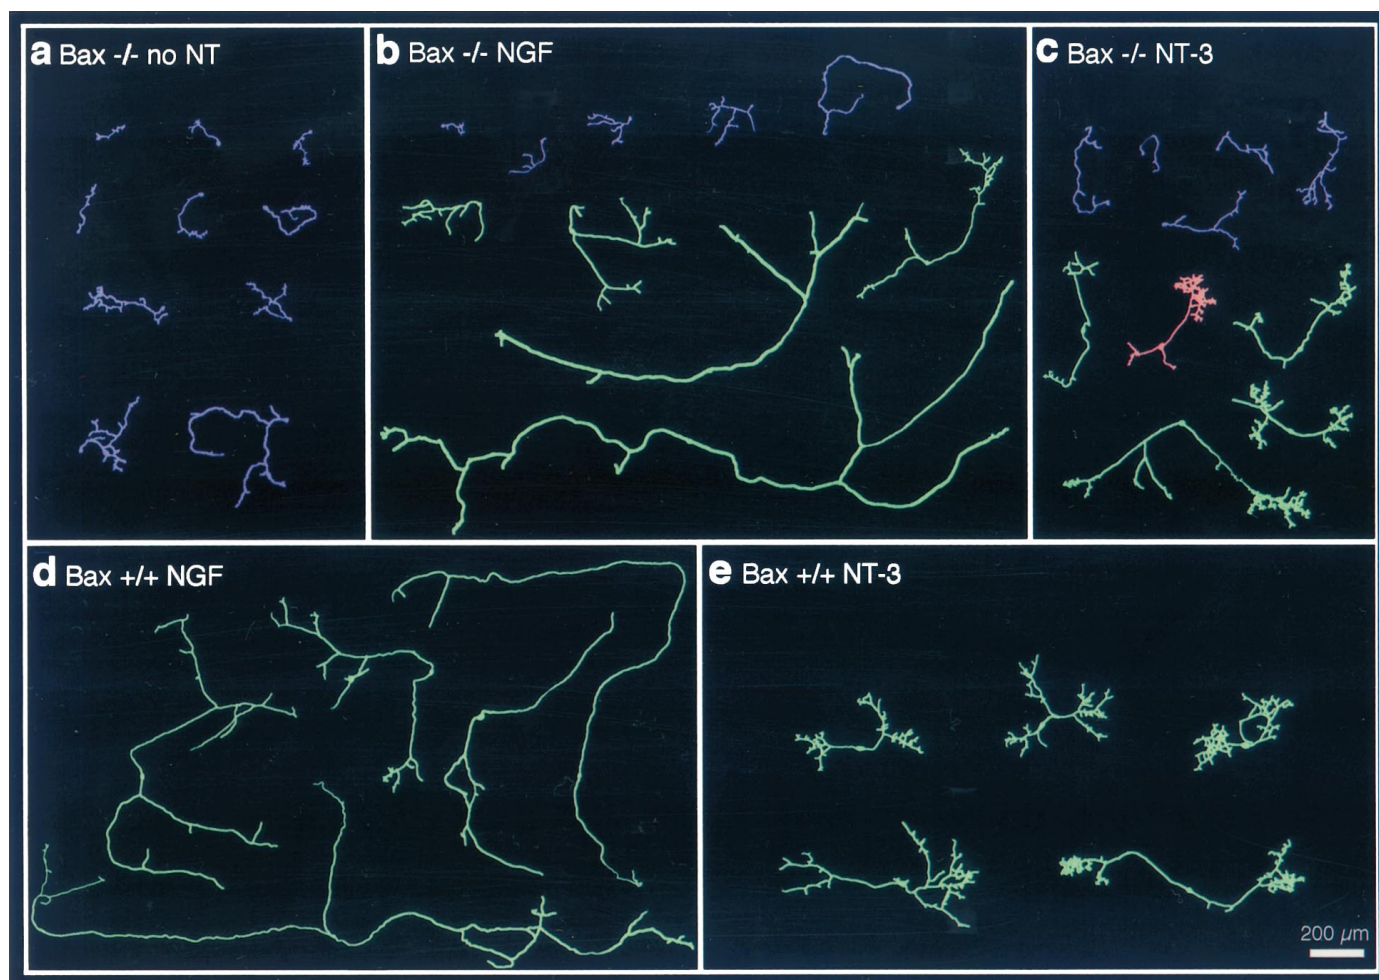 a Bax -/- no NT
b Bax -/- NGF
c Bax -/- NT-3
d Bax +/+ NGF
e Bax +/+ NT-3
200 µm